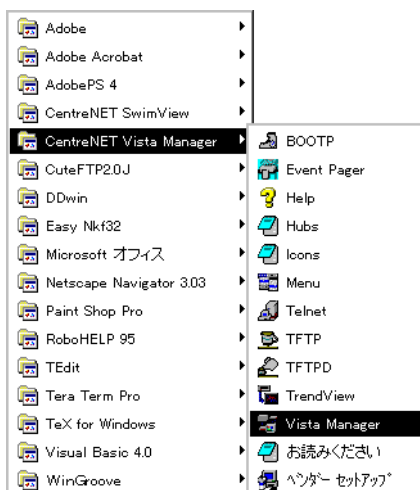 Adobe
Adobe Acrobat
AdobePS 4
CentreNET SwimView
CentreNET Vista Manager
CuteFTP2.0J
DDwin
Easy Nkf32
Microsoft オフィス
Netscape Navigator 3.03
Paint Shop Pro
RoboHELP 95
TEdit
Tera Term Pro
TeX for Windows
Visual Basic 4.0
WinGroove
BOOTP
Event Pager
Help
Hubs
Icons
Menu
Telnet
TFTP
TFTPD
TrendView
Vista Manager
お読みください
ベンダー セットアップ